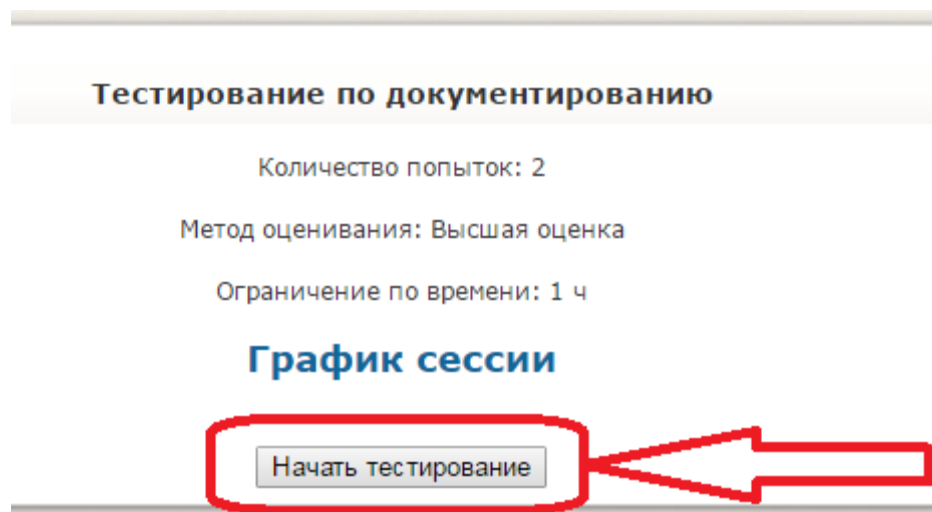 Тестирование по документированию
Количество попыток: 2
Метод оценивания: Высшая оценка
Ограничение по времени: 1 ч
График сессии
Начать тестирование